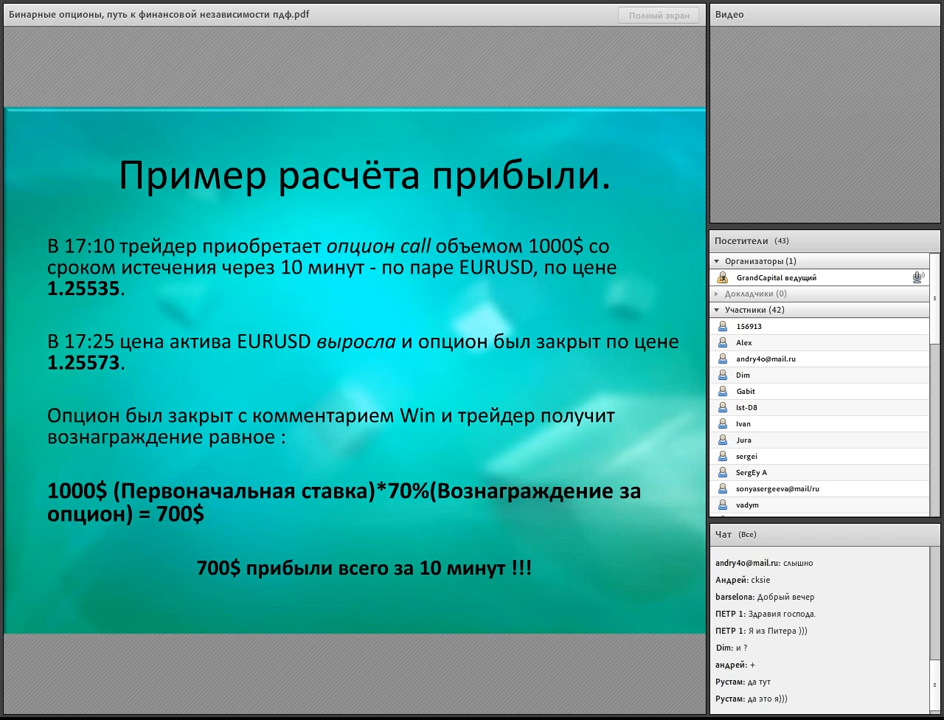 Бинарные опционы, путь к финансовой независимости пдф.pdf
Полный экран
Пример расчёта прибыли.
В 17:10 трейдер приобретает опцион call объемом 1000$ со
сроком истечения через 10 минут - по паре EURUSD, по цене
1.25535.
В 17:25 цена актива EURUSD выросла и опцион был закрыт по цене
1.25573.
Опцион был закрыт с комментарием Win и трейдер получит
вознаграждение равное :
1000$ (Первоначальная ставка)*70%(Вознаграждение за
опцион) = 700$
700$ прибыли всего за 10 минут !!!
Видео
Посетители (43)
Организаторы (1)
GrandCapital ведущий
Докладчики (0)
Участники (42)
156913
Alex
andry4o@mail.ru
Dim
Gabit
Ist-D8
Ivan
Jura
sergei
SergEy A
sonyasergeeva@mail/ru
vadym
Чат (Все)
andry4o@mail.ru: слышно
Андрей: cksie
barselona: Добрый вечер
ПЕТР 1: Здравия господа.
ПЕТР 1: Я из Питера )))
Dim: и ?
андрей: +
Рустам: да тут
Рустам: да это я)))